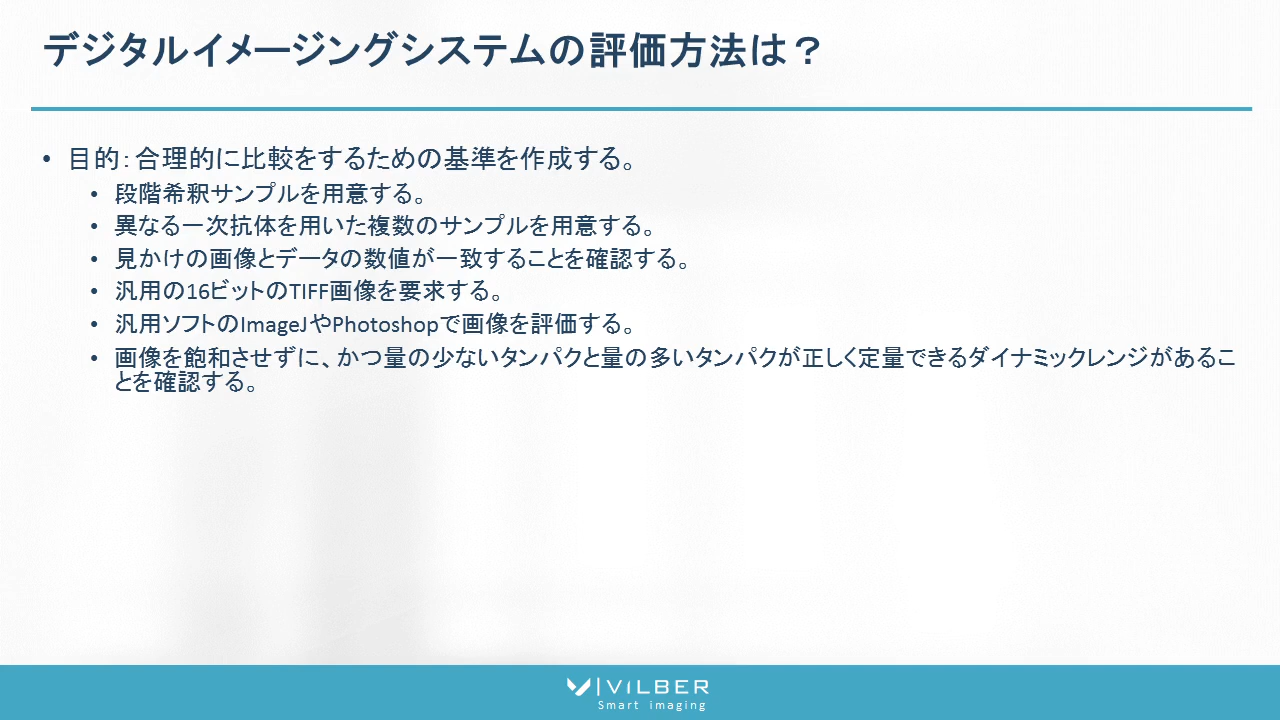 デジタルイメージングシステムの評価方法は？
• 目的：合理的に比較をするための基準を作成する。
• 段階希釈サンプルを用意する。
• 異なる一次抗体を用いた複数のサンプルを用意する。
• 見かけの画像とデータの数値が一致することを確認する。
• 汎用の16ビットのTIFF画像を要求する。
• 汎用ソフトのImageJやPhotoshopで画像を評価する。
• 画像を飽和させずに、かつ量の少ないタンパクと量の多いタンパクが正しく定量できるダイナミックレンジがあるこ
とを確認する。
VILBER
Smart imaging